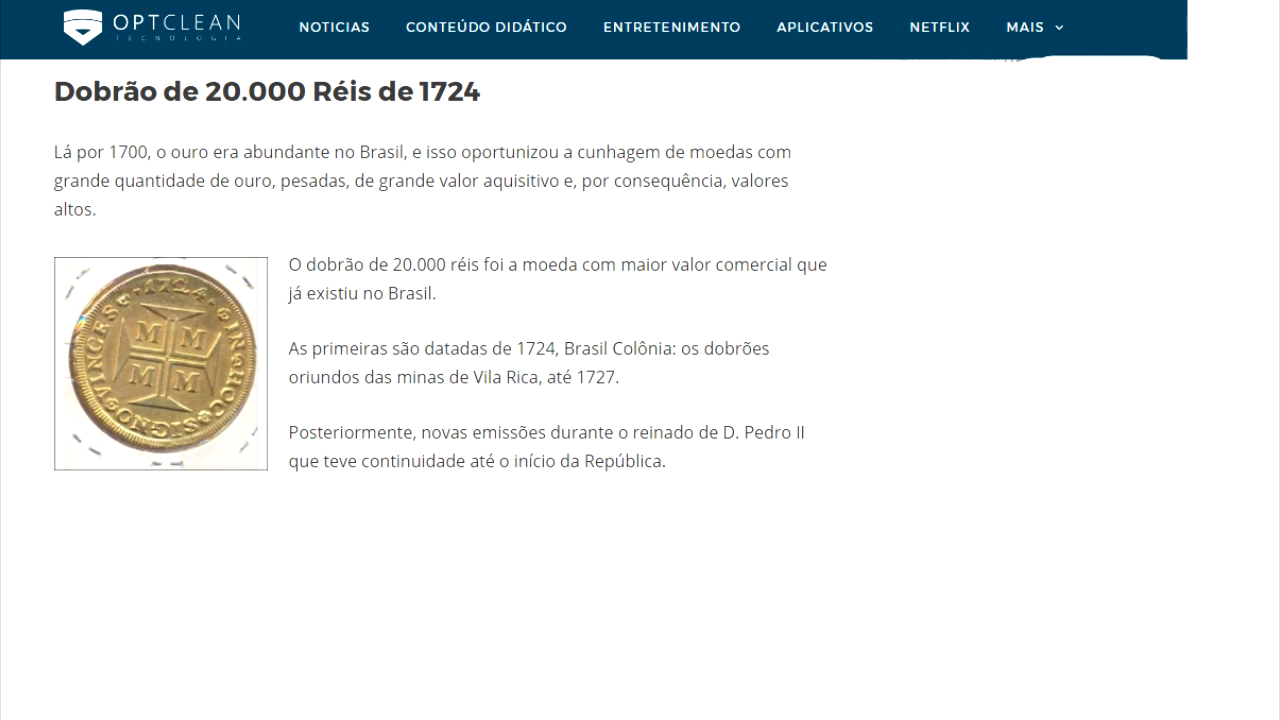 OPTCLEAN
TECNOLOGIA
NOTICIAS
CONTEÚDO DIDÁTICO
ENTRETENIMENTO
APLICATIVOS
NETFLIX
MAIS
Dobrão de 20.000 Réis de 1724
Lá por 1700, o ouro era abundante no Brasil, e isso oportunizou a cunhagem de moedas com
grande quantidade de ouro, pesadas, de grande valor aquisitivo e, por consequência, valores
altos.
1724
IN HOC SIGNO VINCES
M M
M M
O dobrão de 20.000 réis foi a moeda com maior valor comercial que
já existiu no Brasil.
As primeiras são datadas de 1724, Brasil Colônia: os dobrões
oriundos das minas de Vila Rica, até 1727.
Posteriormente, novas emissões durante o reinado de D. Pedro II
que teve continuidade até o início da República.